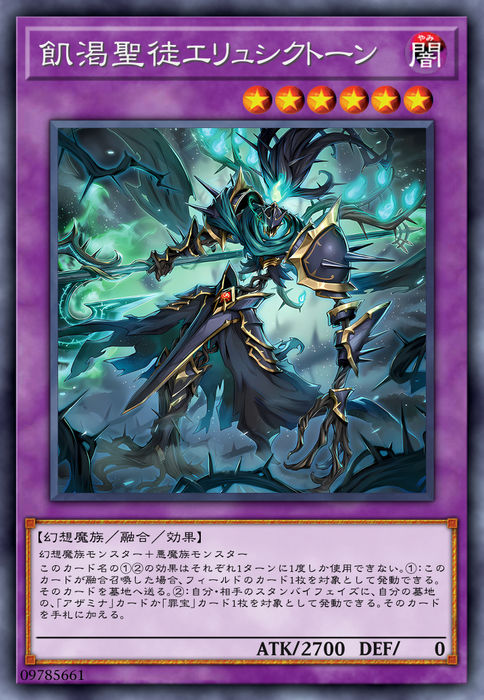 飢渇聖徒エリュシクトーン
やみ
闇
【幻想魔族／融合／効果】
幻想魔族モンスター＋悪魔族モンスター
このカード名の①②の効果はそれぞれ1ターンに1度しか使用できない。①：こ
のカードが融合召喚した場合、フィールドのカード1枚を対象として発動できる。
そのカードを墓地へ送る。②：自分・相手のスタンバイフェイズに、自分の墓地
の、「アザミナ」カードか「罪宝」カード1枚を対象として発動できる。そのカード
を手札に加える。
ATK/2700 DEF/ 0
09785661